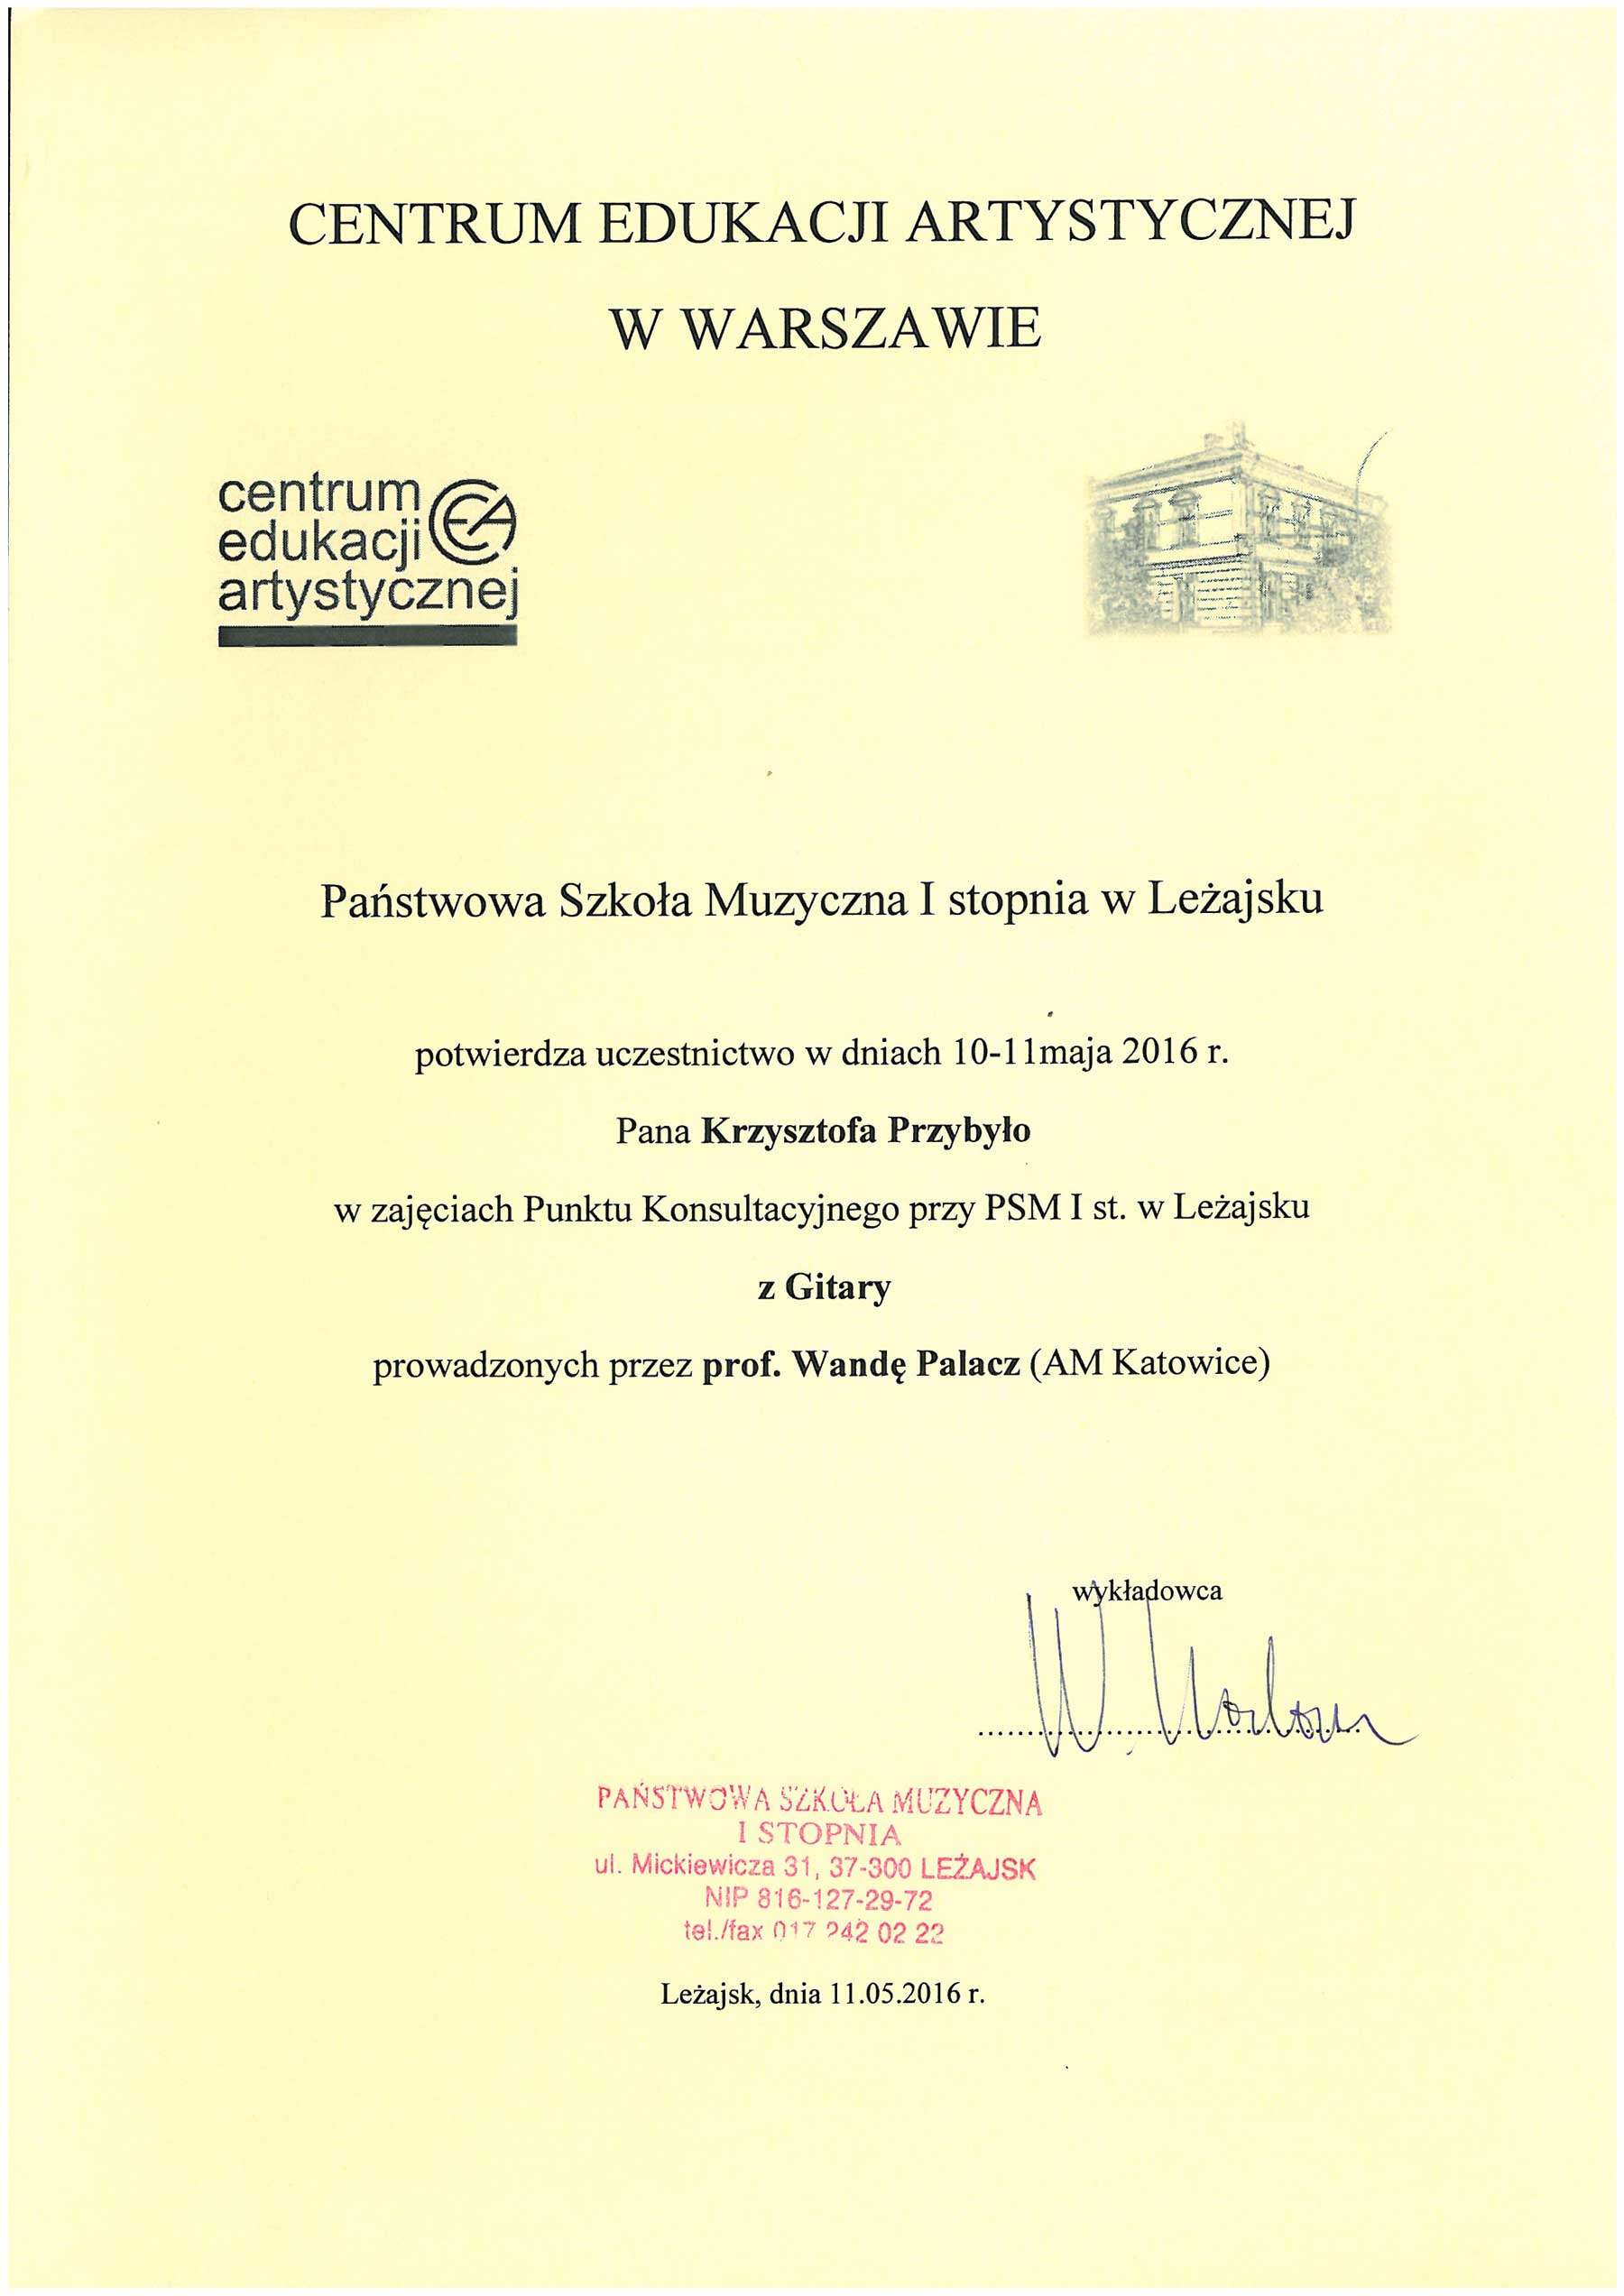 CENTRUM EDUKACJI ARTYSTYCZNEJ
W WARSZAWIE
centrum
edukacji
artystycznej
CEA
Państwowa Szkoła Muzyczna I stopnia w Leżajsku
potwierdza uczestnictwo w dniach 10-11maja 2016 r.
Pana Krzysztofa Przybyło
w zajęciach Punktu Konsultacyjnego przy PSM I st. w Leżajsku
z Gitary
prowadzonych przez prof. Wandę Palacz (AM Katowice)
wykładowca
PAŃSTWOWA SZKOŁA MUZYCZNA
I STOPNIA
ul. Mickiewicza 31, 37-300 LEŻAJSK
NIP 816-127-29-72
tel./fax 017 242 02 22
Leżajsk, dnia 11.05.2016 r.